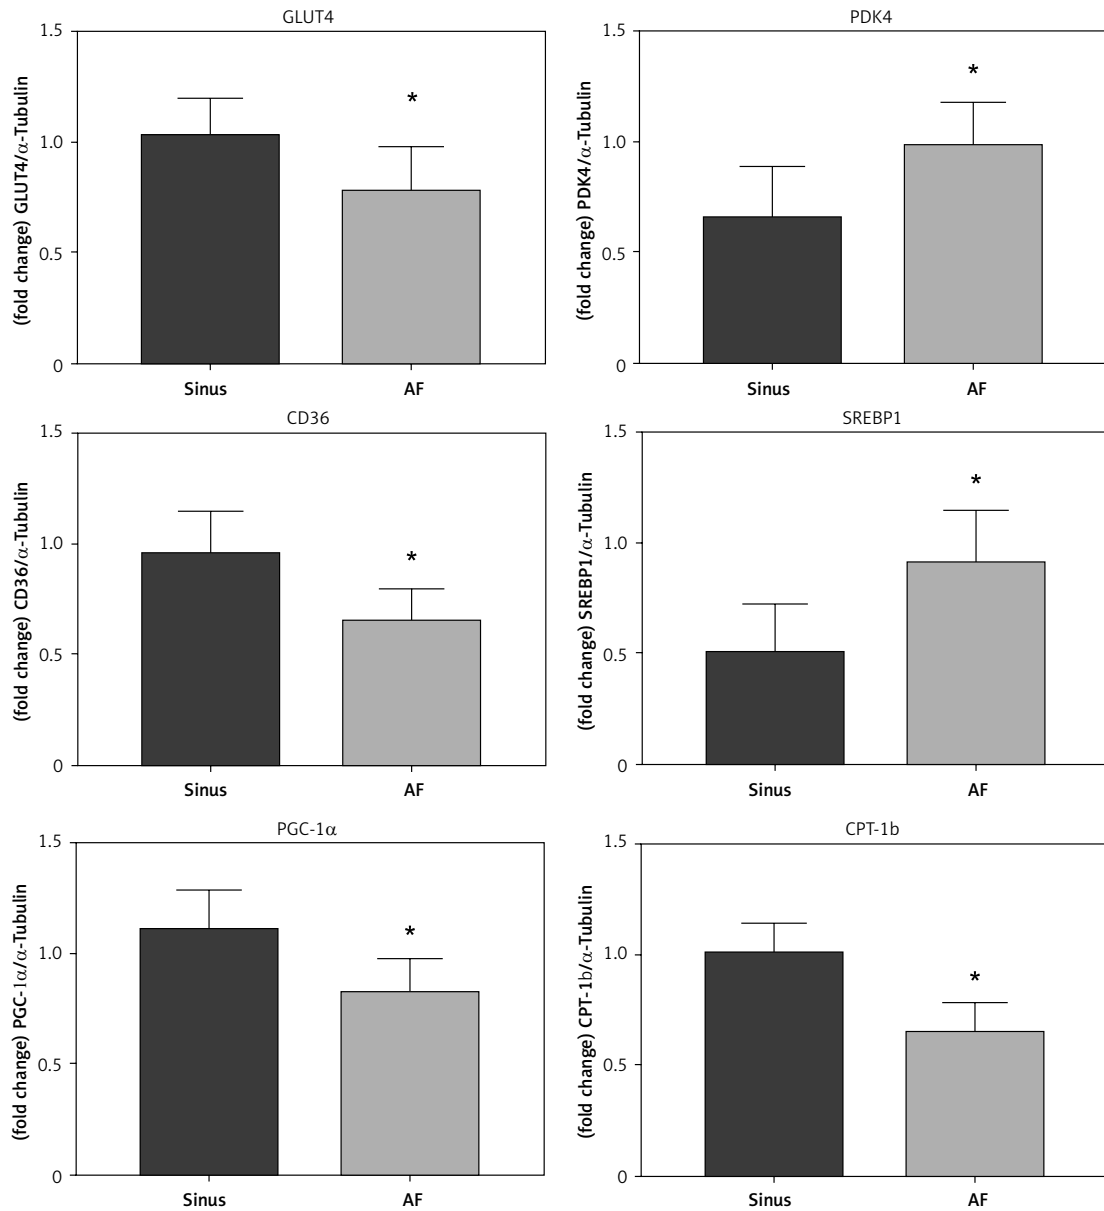 GLUT4
(fold change) GLUT4/α-Tubulin
1.5
1.0
0.5
0
*
Sinus AF
PDK4
(fold change) PDK4/α-Tubulin
1.5
1.0
0.5
0
*
Sinus AF
CD36
(fold change) CD36/α-Tubulin
1.5
1.0
0.5
0
*
Sinus AF
SREBP1
(fold change) SREBP1/α-Tubulin
1.5
1.0
0.5
0
*
Sinus AF
PGC-1α
(fold change) PGC-1α/α-Tubulin
1.5
1.0
0.5
0
*
Sinus AF
CPT-1b
(fold change) CPT-1b/α-Tubulin
1.5
1.0
0.5
0
*
Sinus AF